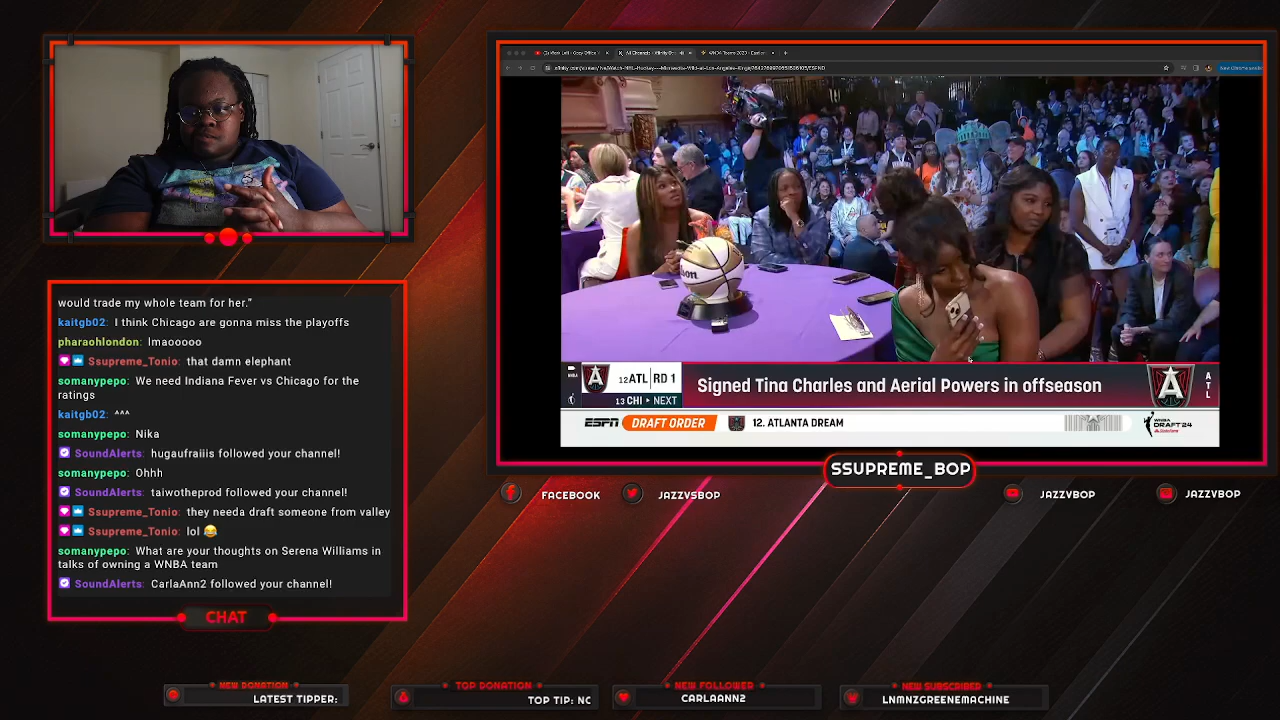 would trade my whole team for her."
kaitgb02: I think Chicago are gonna miss the playoffs
pharaohlondon: lmaooooo
Ssupreme_Tonio: that damn elephant
somanypepo: We need Indiana Fever vs Chicago for the
ratings
kaitgb02: ^^^
somanypepo: Nika
SoundAlerts: hugaufraiiis followed your channel!
somanypepo: Ohhh
SoundAlerts: taiwotheprod followed your channel!
Ssupreme_Tonio: they needa draft someone from valley
Ssupreme_Tonio: lol 😂
somanypepo: What are your thoughts on Serena Williams in
talks of owning a WNBA team
SoundAlerts: CarlaAnn2 followed your channel!
CHAT
12 ATL RD 1
13 CHI ▸ NEXT
Signed Tina Charles and Aerial Powers in offseason
A
ATL
ESPN DRAFT ORDER 12. ATLANTA DREAM
WNBA
DRAFT 24
SSUPREME_BOP
FACEBOOK
JAZZVSBOP
JAZZVBOP
JAZZVBOP
NEW DONATION
LATEST TIPPER:
TOP DONATION
TOP TIP: NC
NEW FOLLOWER
CARLAANN2
NEW SUBSCRIBER
LNMNZGREENEMACHINE